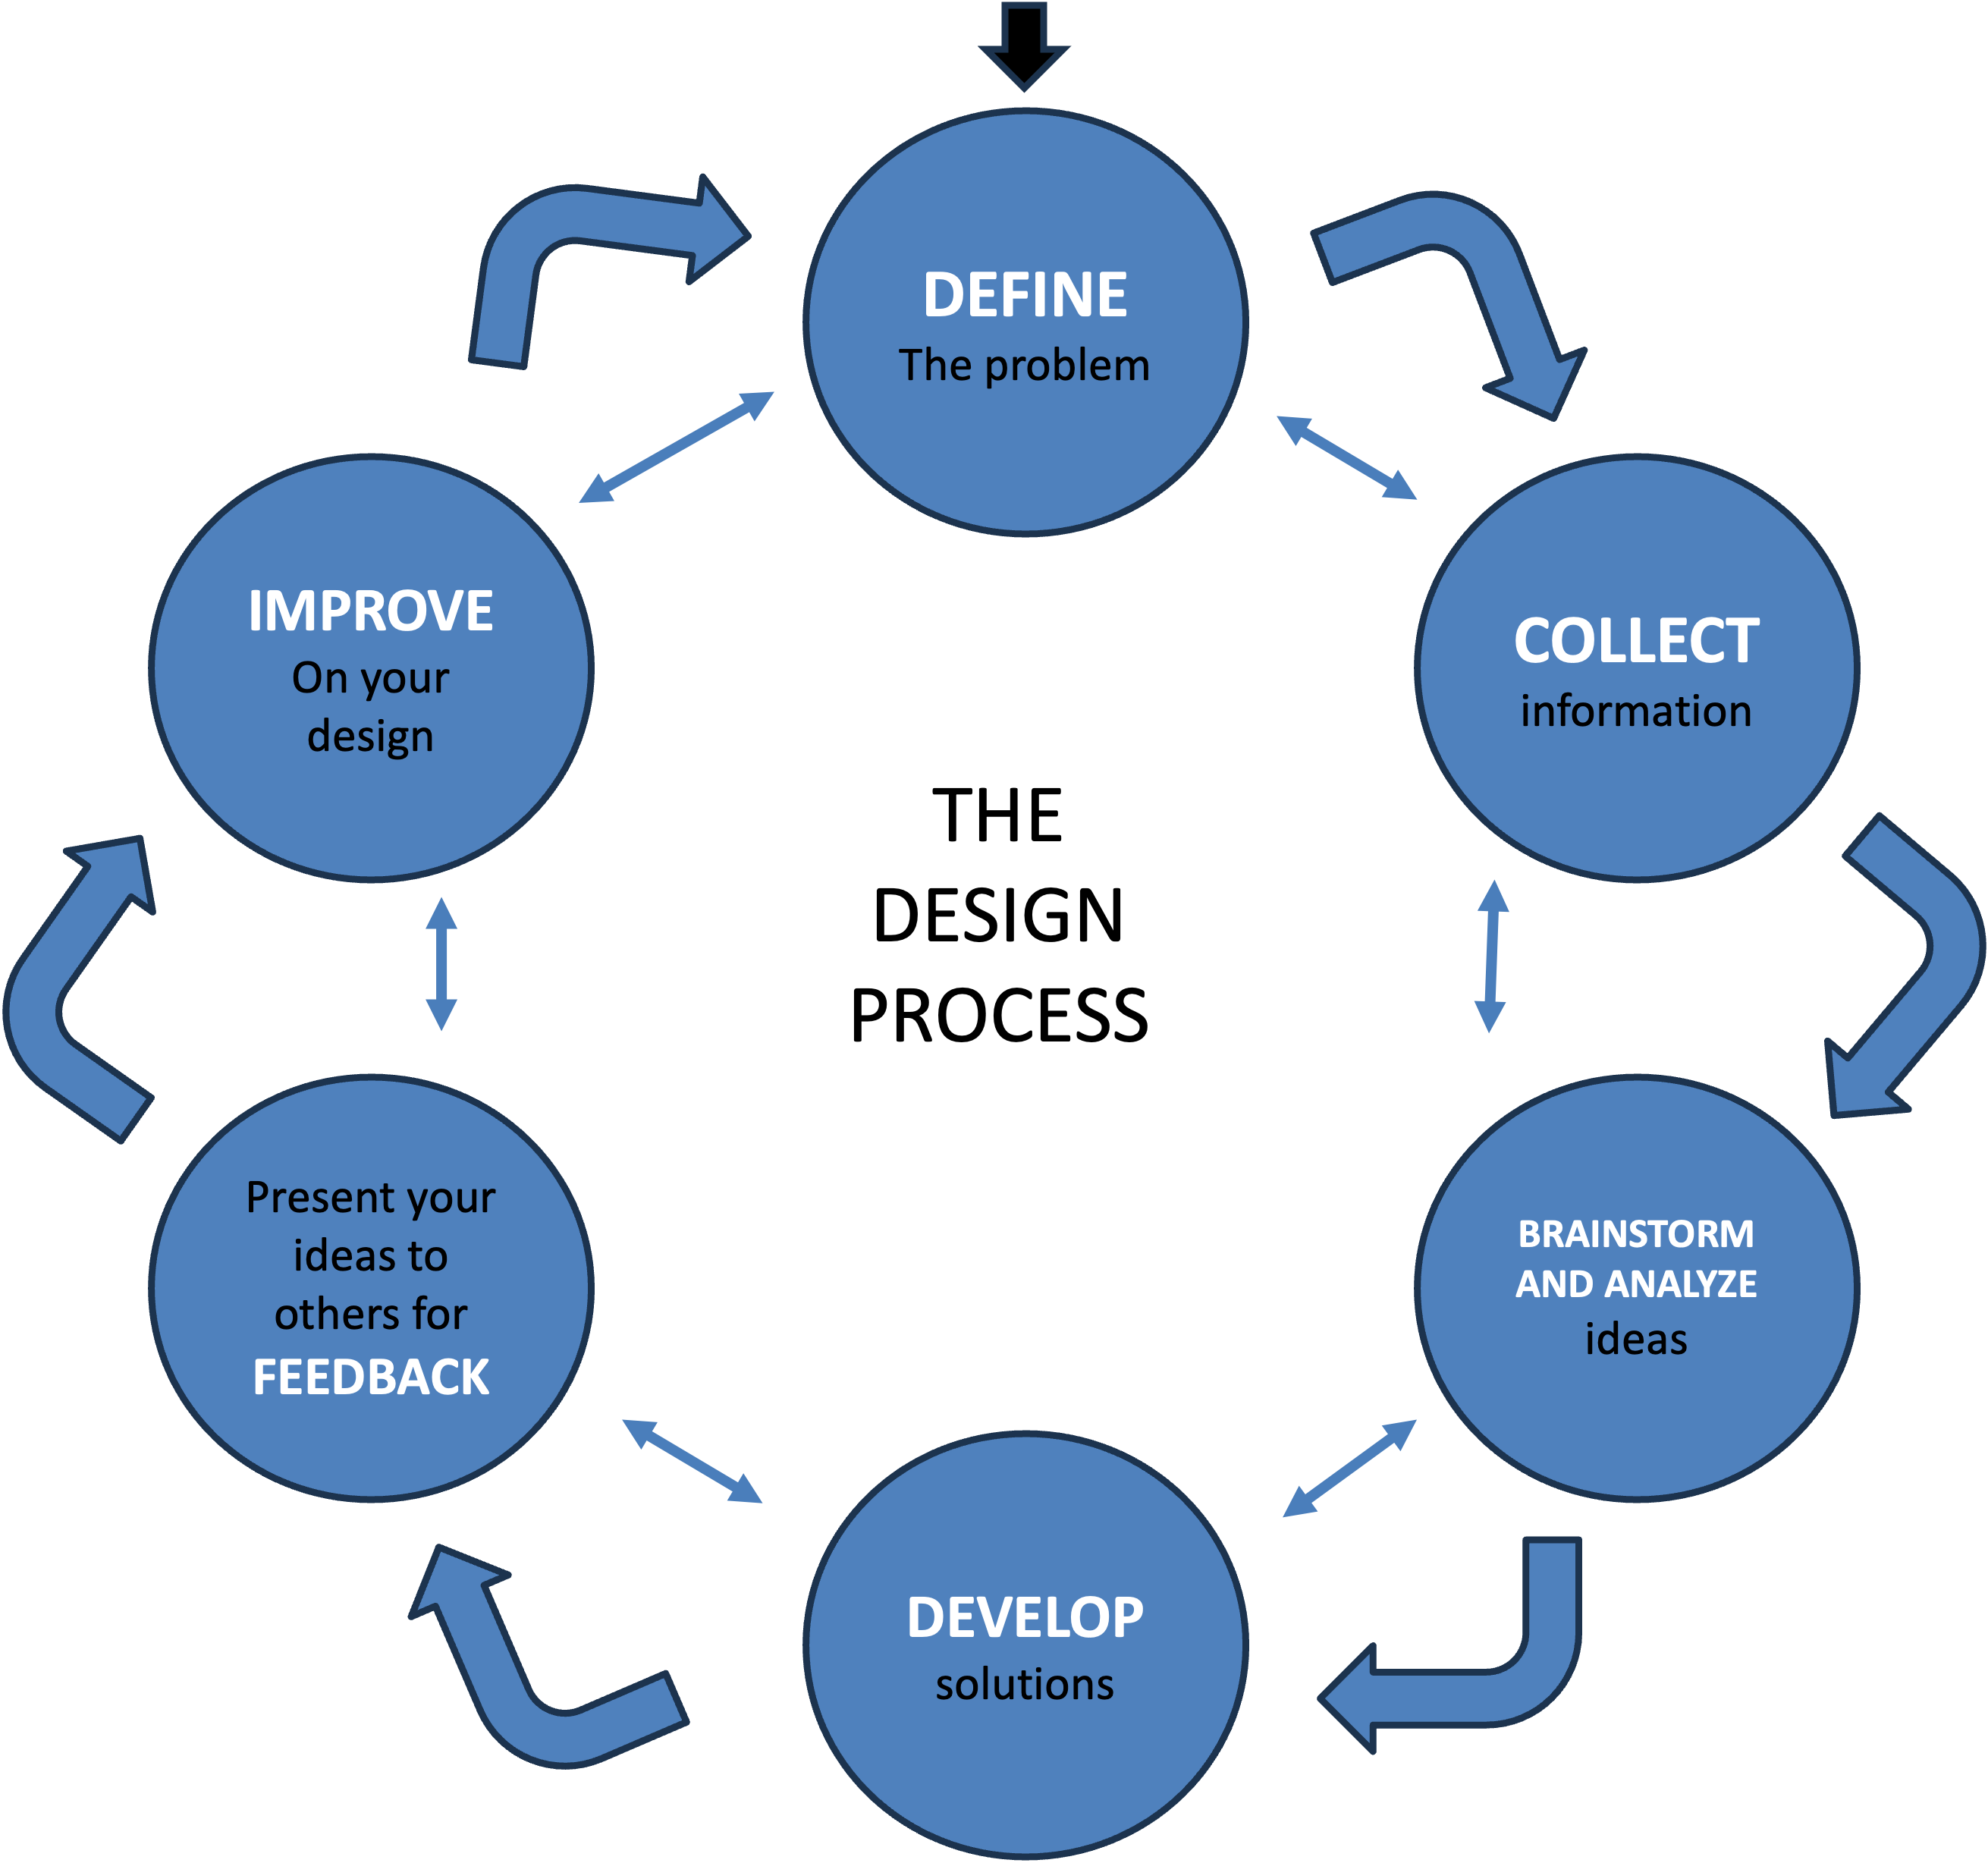 DEFINE
The problem
COLLECT
information
BRAINSTORM
AND ANALYZE
ideas
DEVELOP
solutions
Present your
ideas to
others for
FEEDBACK
IMPROVE
On your
design
THE
DESIGN
PROCESS